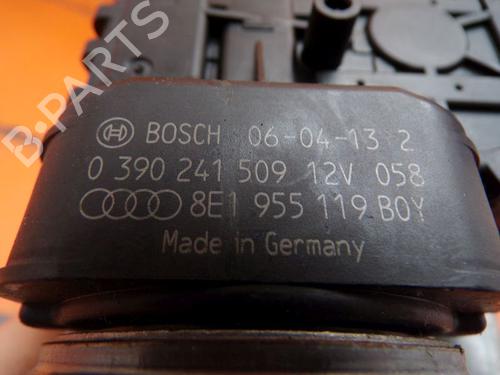 B-PARTS
BOSCH 06-04-13 2
0 390 241 509 12V 058
8E1 955 119 B0Y
Made in Germany